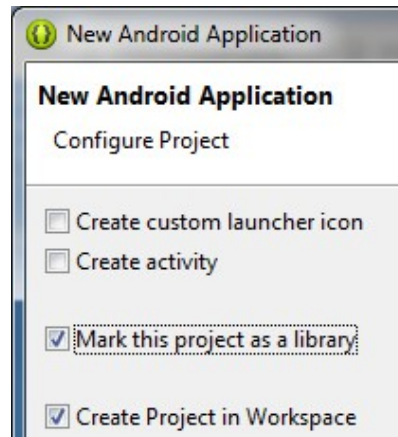 New Android Application
New Android Application
Configure Project
Create custom launcher icon
Create activity
Mark this project as a library
Create Project in Workspace